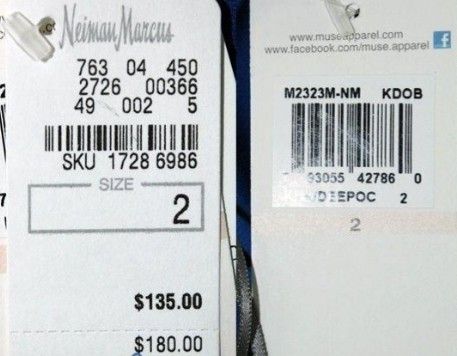 Neiman Marcus
763 04 450
2726 00366
49 002 5
SKU 1728 6986
SIZE
2
$135.00
$180.00
www.museapparel.com
www.facebook.com/muse.apparel
M2323M-NM KDOB
93055 42786 0
2
2